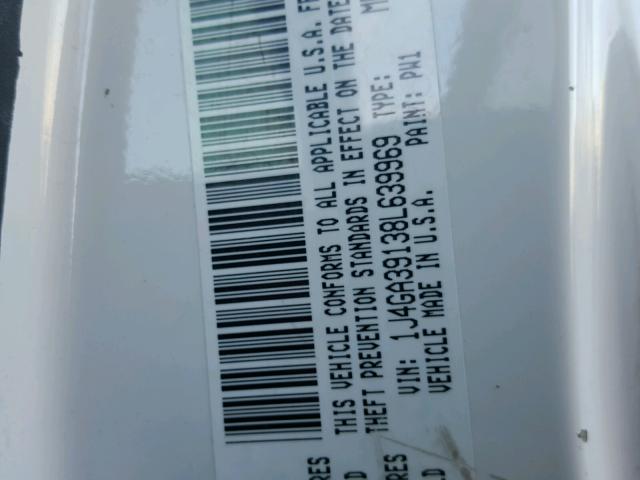 THIS VEHICLE CONFORMS TO ALL APPLICABLE U.S.A.
THEFT PREVENTION STANDARDS IN EFFECT ON THE DATE
VIN: 1J4GA39138L639969 TYPE:
VEHICLE MADE IN U.S.A. PAINT: PW1